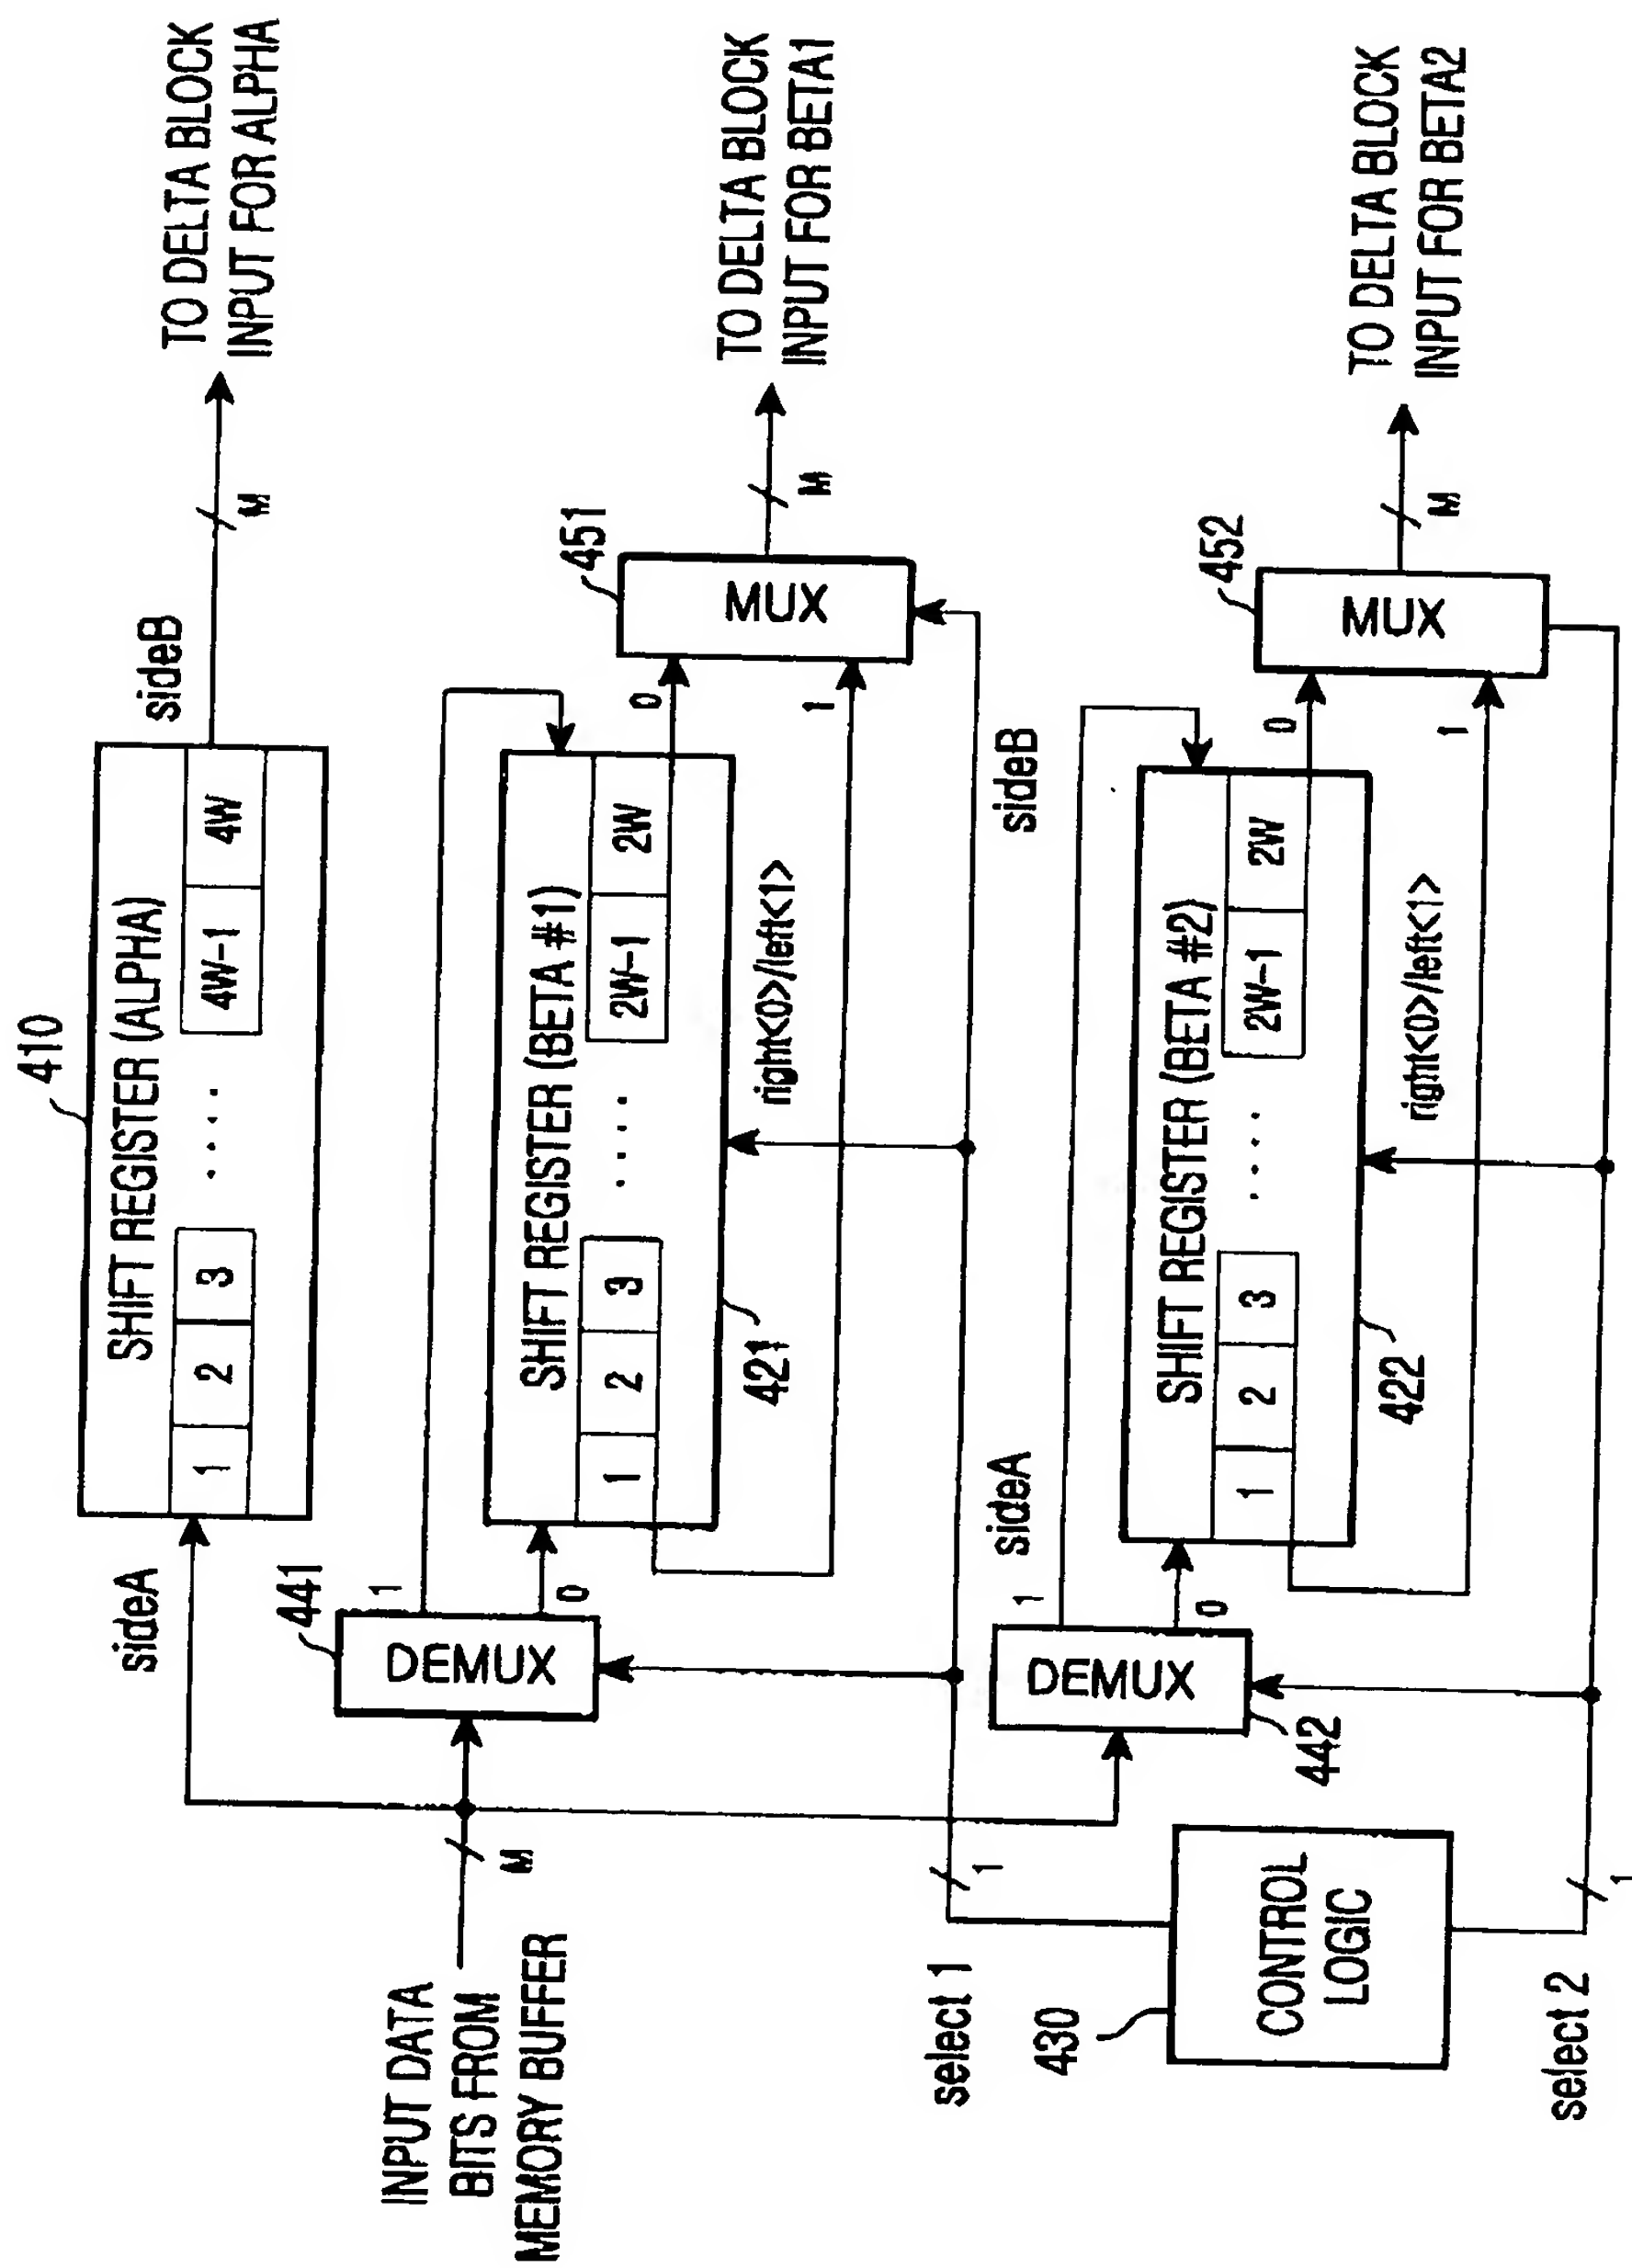 410
SHIFT REGISTER (ALPHA)
sideA
1 2 3 . . . . 4W-1 4W
sideB
M
TO DELTA BLOCK
INPUT FOR ALPHA
INPUT DATA
BITS FROM
MEMORY BUFFER
M
441
DEMUX
1
0
SHIFT REGISTER (BETA #1)
1 2 3 . . . . 2W-1 2W
421
right<0>/left<1>
0
1
451
MUX
M
TO DELTA BLOCK
INPUT FOR BETA1
select 1
1
sideA
sideB
DEMUX
442
1
0
SHIFT REGISTER (BETA #2)
1 2 3 . . . . 2W-1 2W
422
right<0>/left<1>
0
1
452
MUX
M
TO DELTA BLOCK
INPUT FOR BETA2
430
CONTROL
LOGIC
select 2
1